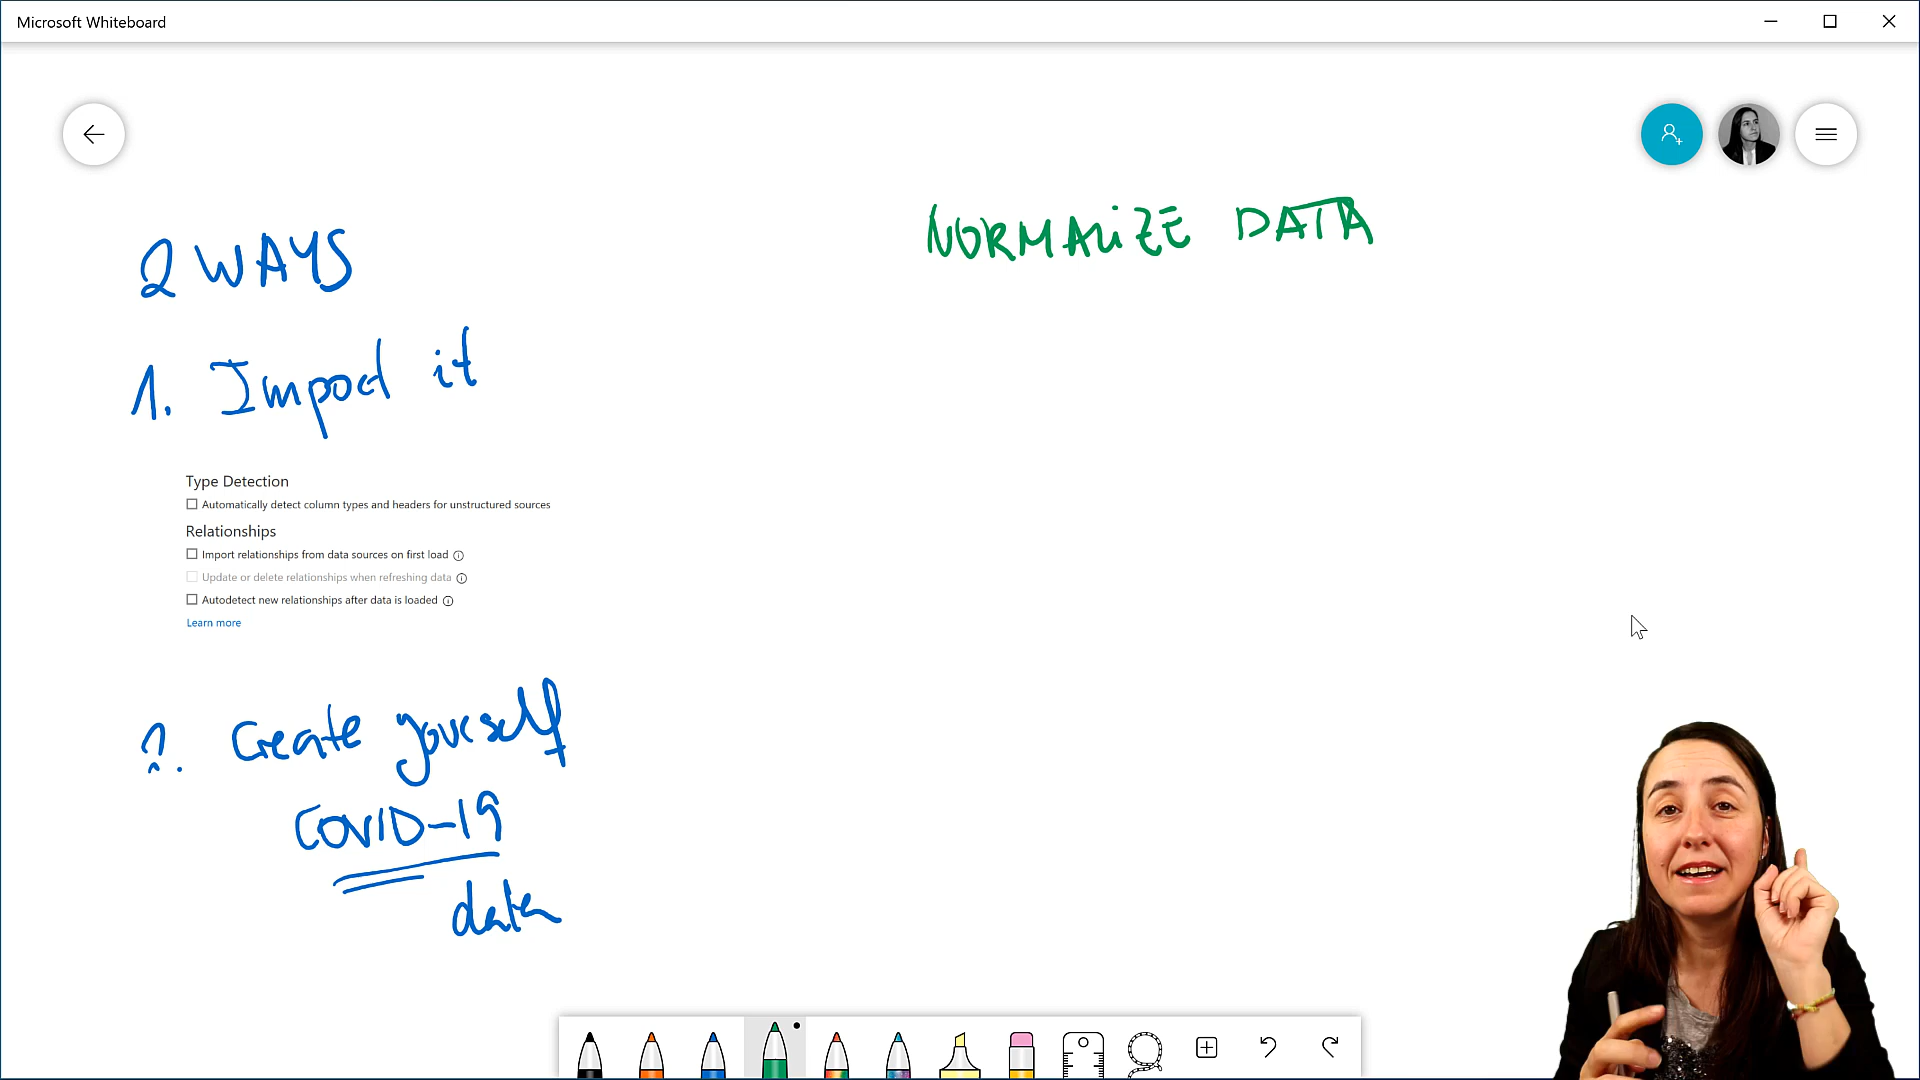 Microsoft Whiteboard
2 WAYS
1. Import it
Type Detection
Automatically detect column types and headers for unstructured sources
Relationships
Import relationships from data sources on first load
Update or delete relationships when refreshing data
Autodetect new relationships after data is loaded
Learn more
2. Create yourself
COVID-19
data
NORMALIZE DATA